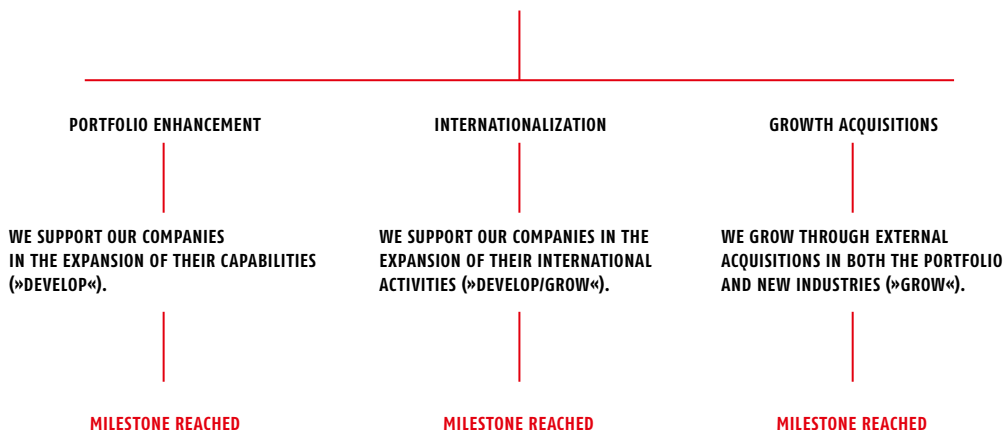 PORTFOLIO ENHANCEMENT
INTERNATIONALIZATION
GROWTH ACQUISITIONS
WE SUPPORT OUR COMPANIES
IN THE EXPANSION OF THEIR CAPABILITIES
(»DEVELOP«).
WE SUPPORT OUR COMPANIES IN THE
EXPANSION OF THEIR INTERNATIONAL
ACTIVITIES (»DEVELOP/GROW«).
WE GROW THROUGH EXTERNAL
ACQUISITIONS IN BOTH THE PORTFOLIO
AND NEW INDUSTRIES (»GROW«).
MILESTONE REACHED
MILESTONE REACHED
MILESTONE REACHED